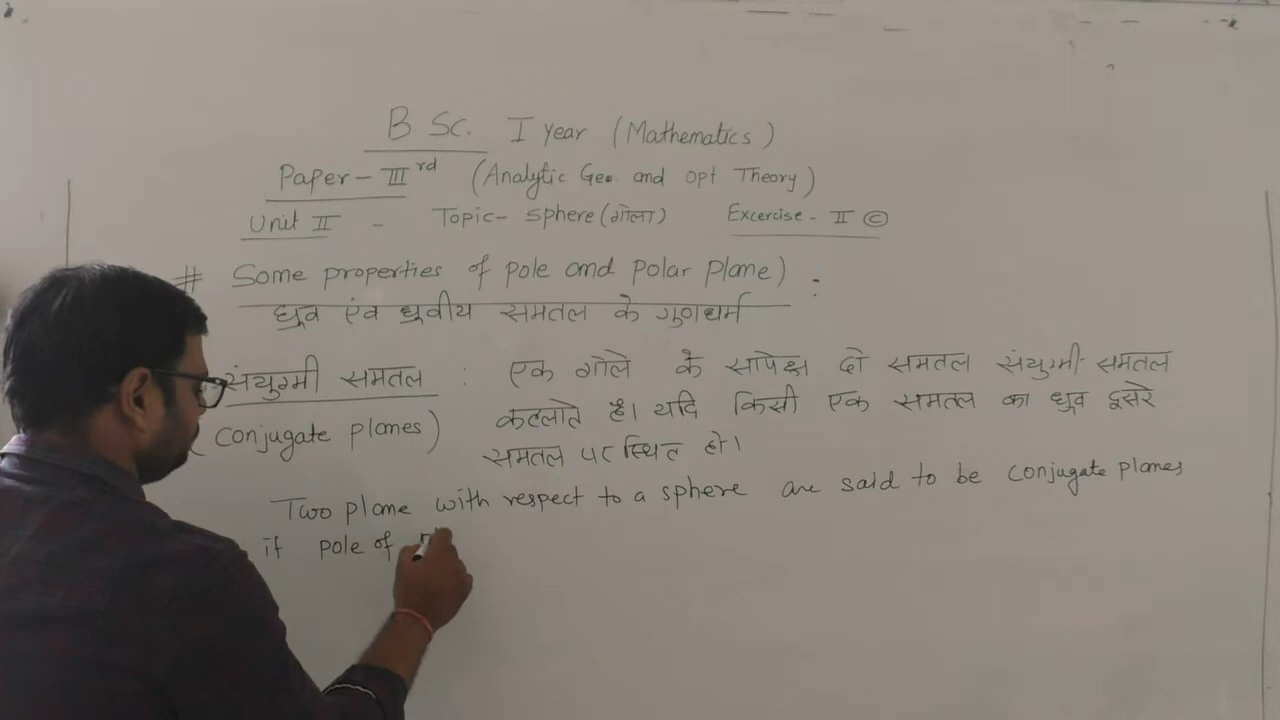 B Sc. I year (Mathematics)
Paper - III rd (Analytic Geo. and opt Theory)
Unit II - Topic- sphere (गोला) Excercise - II ©
# Some properties of pole and polar plane) :
ध्रुव एंव ध्रुवीय समतल के गुणधर्म
संयुग्मी समतल : एक गोले के सापेक्ष दो समतल संयुग्मी समतल
(conjugate planes) कहलाते है। यदि किसी एक समतल का ध्रुव दूसरे
समतल पर स्थित हो।
Two plane with respect to a sphere are said to be conjugate planes
if pole of